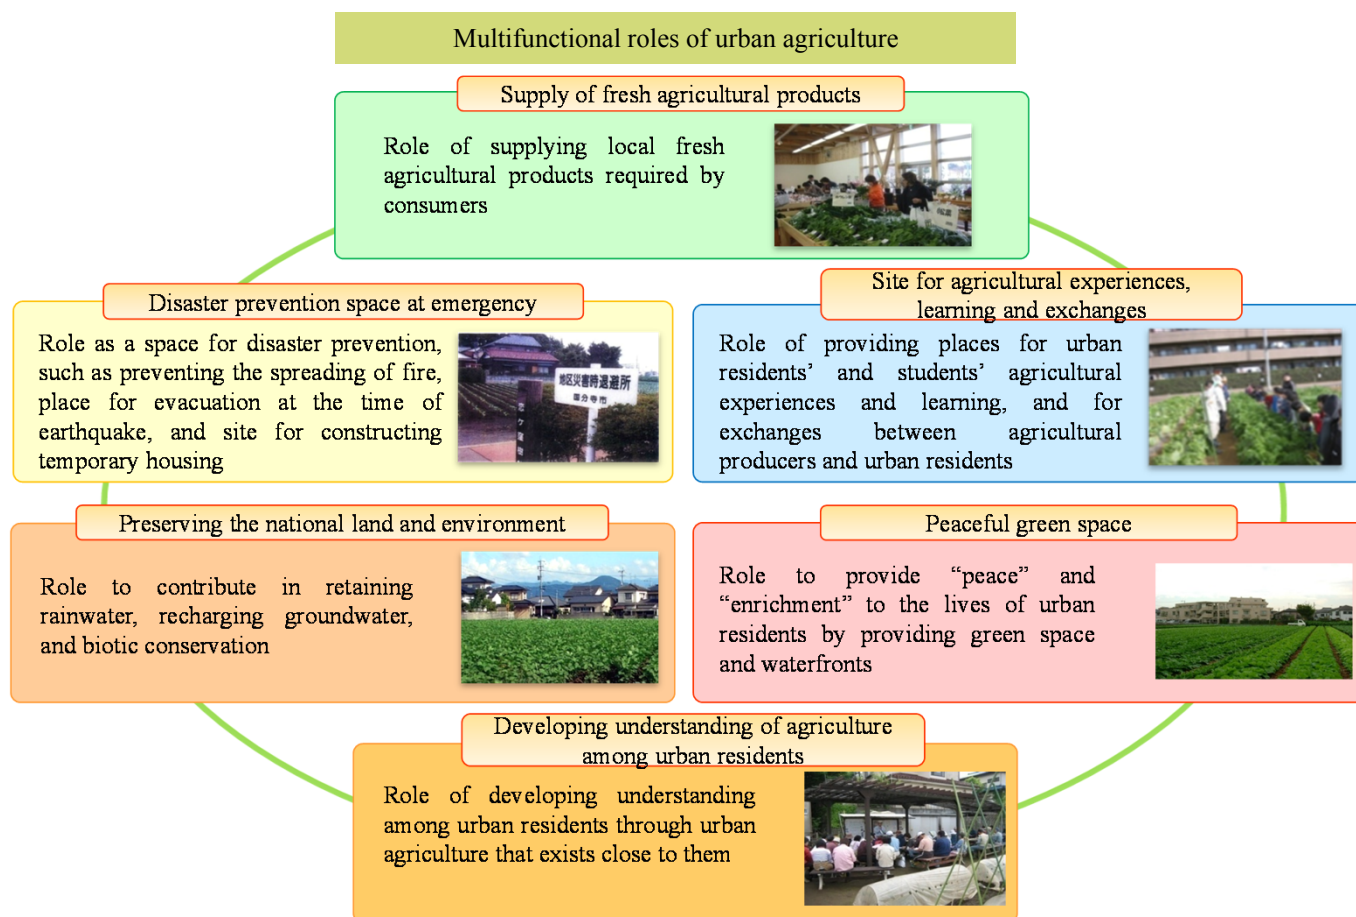 Multifunctional roles of urban agriculture
Supply of fresh agricultural products
Role of supplying local fresh
agricultural products required by
consumers
Disaster prevention space at emergency
Role as a space for disaster prevention,
such as preventing the spreading of fire,
place for evacuation at the time of
earthquake, and site for constructing
temporary housing
地区災害時退避所
国分寺市
Site for agricultural experiences,
learning and exchanges
Role of providing places for urban
residents’ and students’ agricultural
experiences and learning, and for
exchanges between agricultural
producers and urban residents
Preserving the national land and environment
Role to contribute in retaining
rainwater, recharging groundwater,
and biotic conservation
Peaceful green space
Role to provide “peace” and
“enrichment” to the lives of urban
residents by providing green space
and waterfronts
Developing understanding of agriculture
among urban residents
Role of developing understanding
among urban residents through urban
agriculture that exists close to them